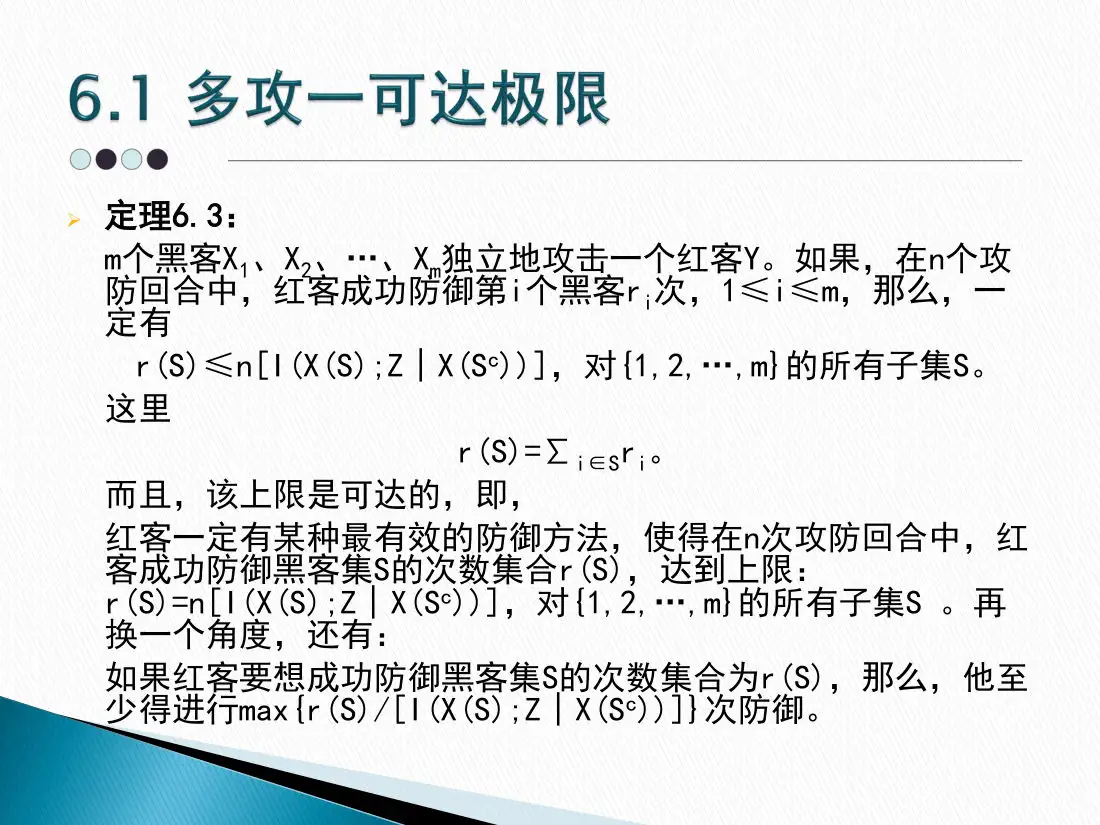 6.1 多攻一可达极限
定理6.3：
m个黑客X₁、X₂、…、Xₘ独立地攻击一个红客Y。如果，在n个攻
防回合中，红客成功防御第i个黑客rᵢ次，1≤i≤m，那么，一
定有
r(S)≤n[I(X(S);Z│X(Sᶜ))]，对{1,2,…,m}的所有子集S。
这里
r(S)=∑ i∈S rᵢ。
而且，该上限是可达的，即，
红客一定有某种最有效的防御方法，使得在n次攻防回合中，红
客成功防御黑客集S的次数集合r(S)，达到上限：
r(S)=n[I(X(S);Z│X(Sᶜ))]，对{1,2,…,m}的所有子集S 。再
换一个角度，还有：
如果红客要想成功防御黑客集S的次数集合为r(S)，那么，他至
少得进行max{r(S)/[I(X(S);Z│X(Sᶜ))]}次防御。